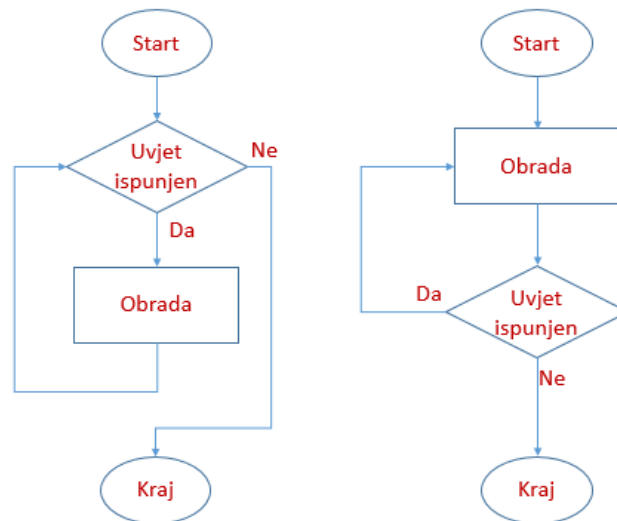 Start
Uvjet
ispunjen
Ne
Da
Obrada
Kraj
Start
Obrada
Da
Uvjet
ispunjen
Ne
Kraj